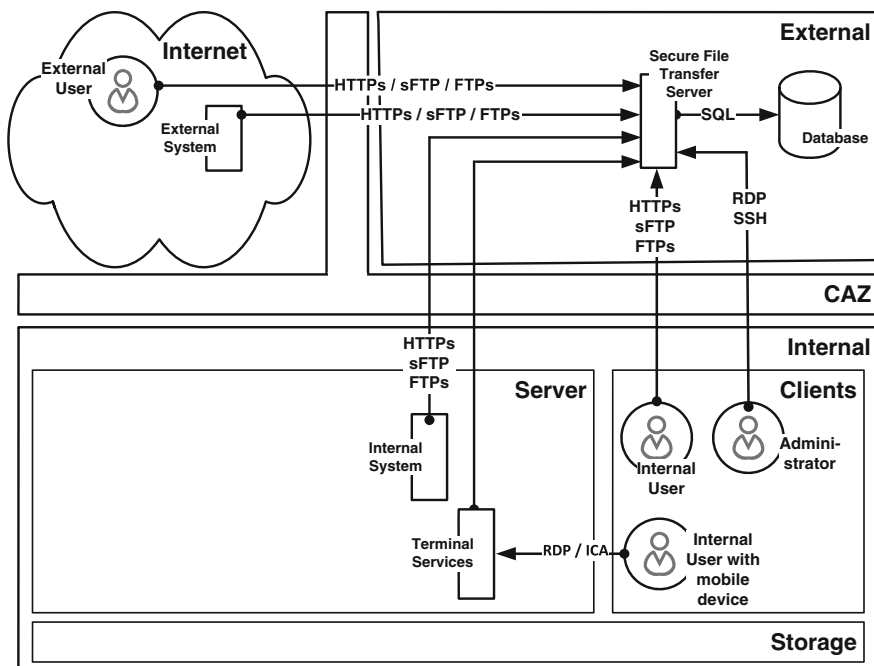 Internet
External
External
User
HTTPs / sFTP / FTPs
Secure File
Transfer
Server
External
System
HTTPs / sFTP / FTPs
SQL
Database
HTTPs
sFTP
FTPs
RDP
SSH
CAZ
Internal
HTTPs
sFTP
FTPs
Server
Clients
Internal
System
Internal
User
Admini-
strator
Terminal
Services
RDP / ICA
Internal
User with
mobile
device
Storage